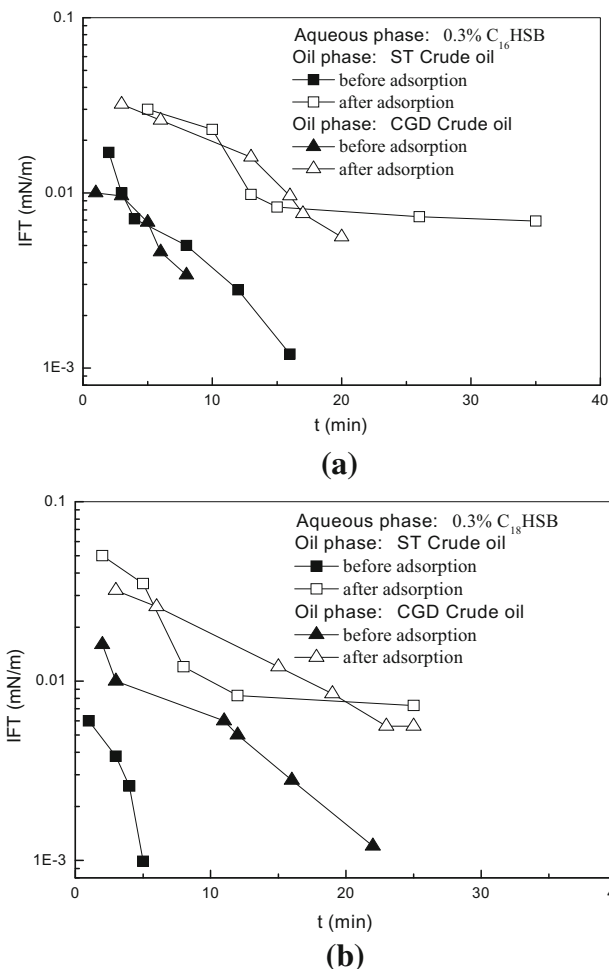 0.1
Aqueous phase: 0.3% C16HSB
Oil phase: ST Crude oil
before adsorption
after adsorption
Oil phase: CGD Crude oil
before adsorption
after adsorption
IFT (mN/m)
0.01
1E-3
0 10 20 30 40
t (min)
(a)
0.1
Aqueous phase: 0.3% C18HSB
Oil phase: ST Crude oil
before adsorption
after adsorption
Oil phase: CGD Crude oil
before adsorption
after adsorption
IFT (mN/m)
0.01
1E-3
0 10 20 30
t (min)
(b)